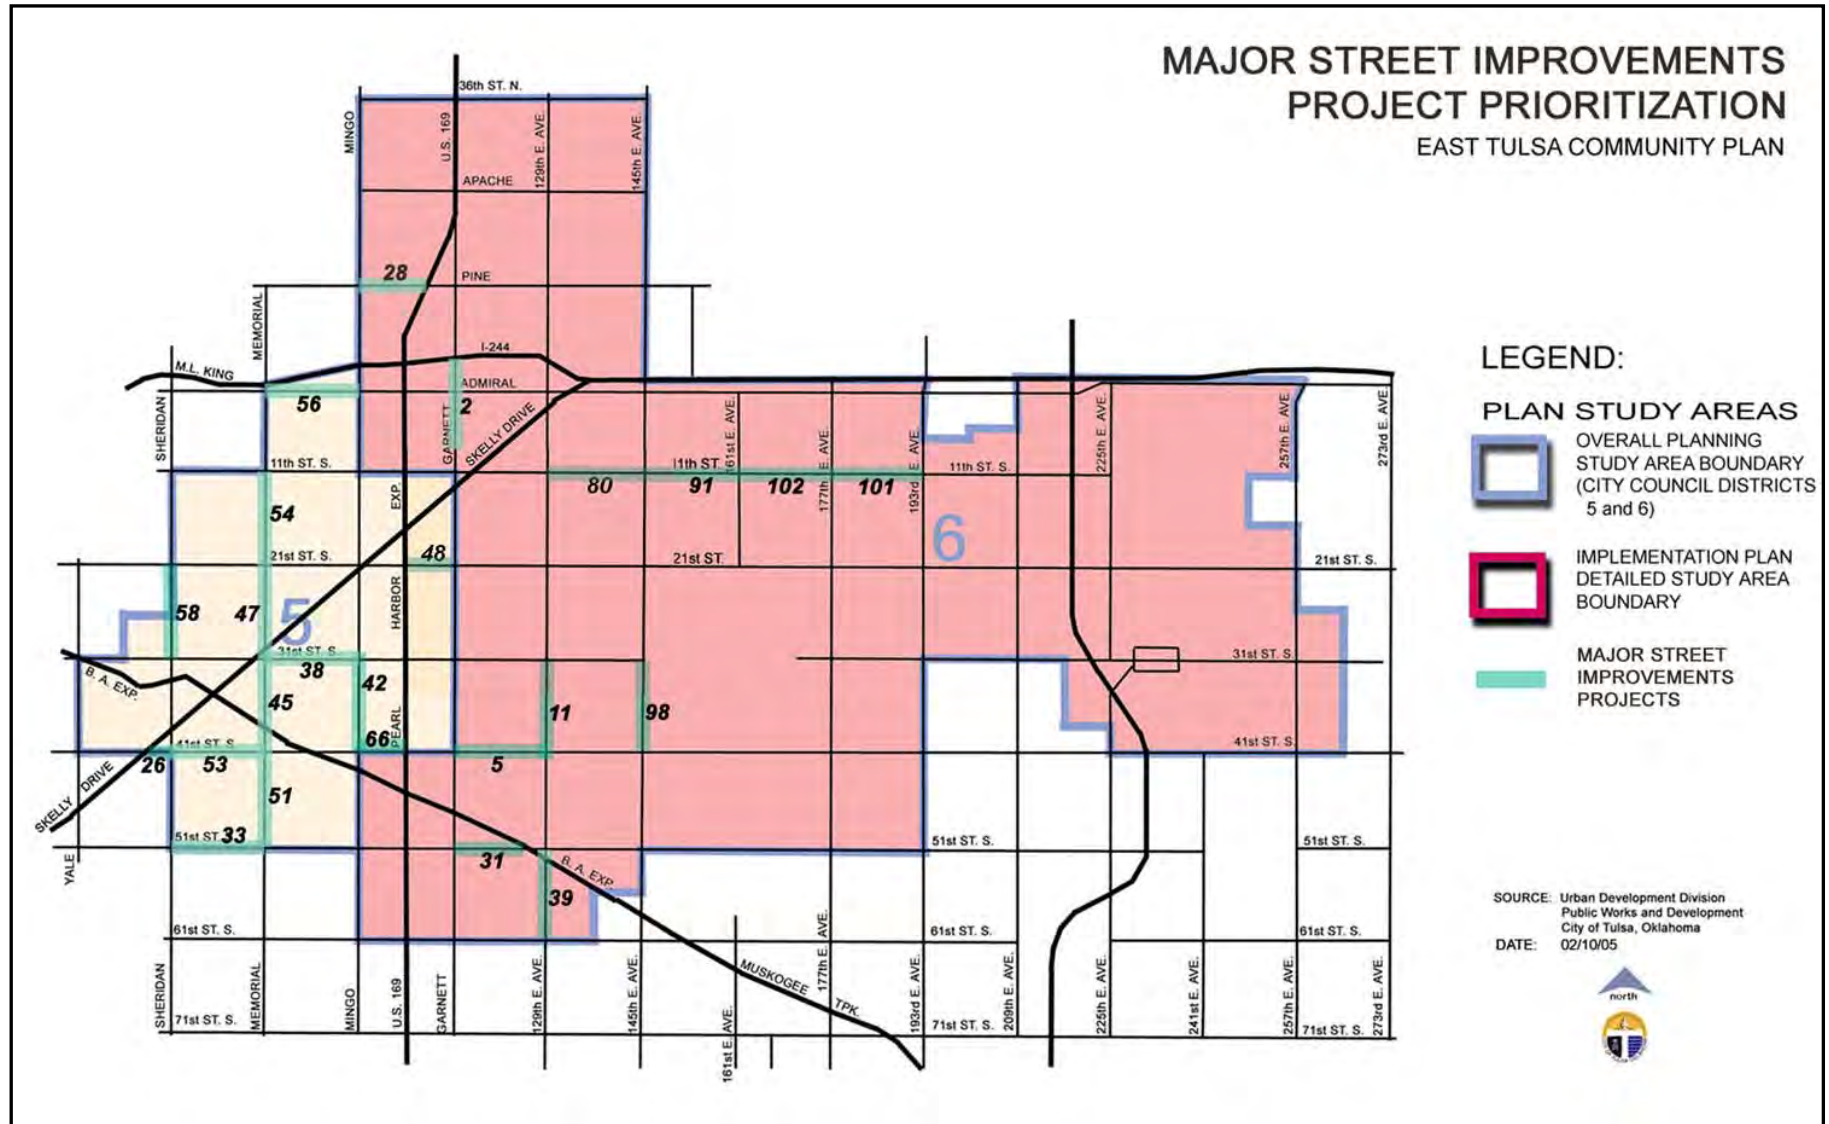 MAJOR STREET IMPROVEMENTS
PROJECT PRIORITIZATION
EAST TULSA COMMUNITY PLAN
36th ST. N.
MINGO
U.S. 169
129th E. AVE.
145th E. AVE.
APACHE
28
PINE
MEMORIAL
I-244
M.L. KING
ADMIRAL
SHERIDAN
56
GARNETT
2
SKELLY DRIVE
161st E. AVE.
177th E. AVE.
193rd E. AVE.
225th E. AVE.
257th E. AVE.
273rd E. AVE.
11th ST. S.
11th ST.
11th ST. S.
80
91
102
101
EXP.
54
6
48
21st ST. S.
21st ST.
21st ST. S.
HARBOR
58
47
5
31st ST. S.
31st ST. S.
B. A. EXP.
38
42
45
11
98
PEARL
66
41st ST. S.
41st ST. S.
26
53
5
SKELLY DRIVE
51
51st ST.
33
51st ST. S.
51st ST. S.
31
B. A. EXP.
YALE
39
61st ST. S.
61st ST. S.
61st ST. S.
SHERIDAN
MEMORIAL
MINGO
U.S. 169
GARNETT
129th E. AVE.
145th E. AVE.
MUSKOGEE TPK.
161st E. AVE.
177th E. AVE.
193rd E. AVE.
209th E. AVE.
225th E. AVE.
241st E. AVE.
257th E. AVE.
273rd E. AVE.
71st ST. S.
71st ST. S.
71st ST. S.
LEGEND:
PLAN STUDY AREAS
OVERALL PLANNING
STUDY AREA BOUNDARY
(CITY COUNCIL DISTRICTS
5 and 6)
IMPLEMENTATION PLAN
DETAILED STUDY AREA
BOUNDARY
MAJOR STREET
IMPROVEMENTS
PROJECTS
SOURCE: Urban Development Division
Public Works and Development
City of Tulsa, Oklahoma
DATE: 02/10/05
north